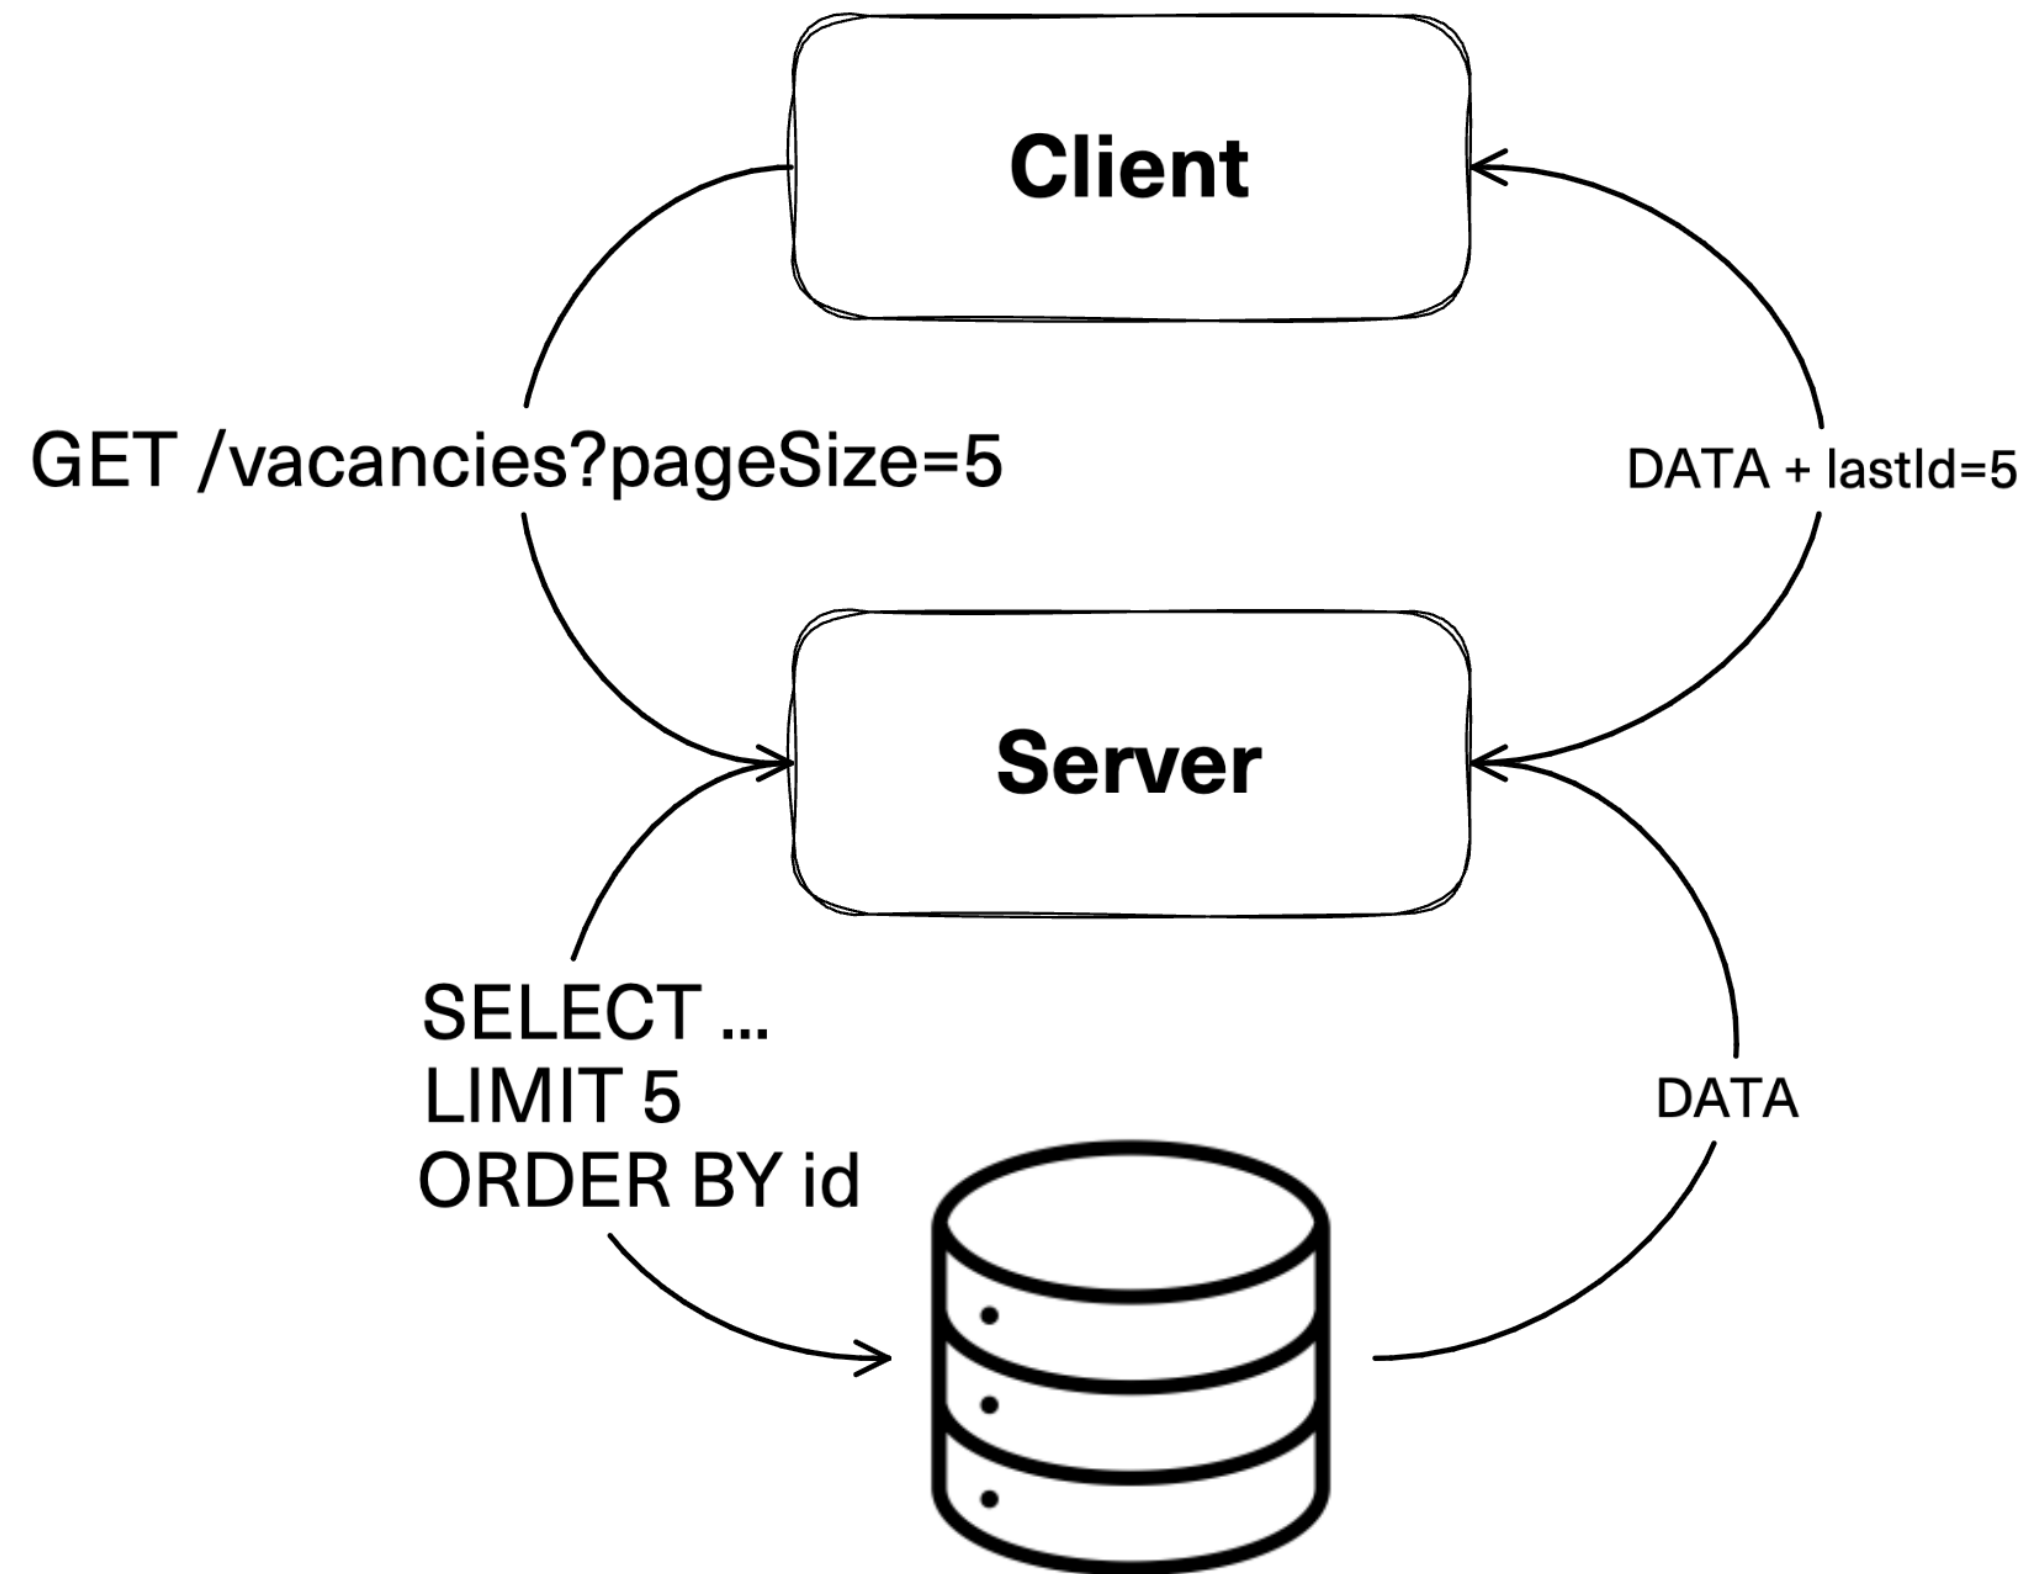 Client
GET /vacancies?pageSize=5
DATA + lastId=5
Server
SELECT ...
LIMIT 5
ORDER BY id
DATA